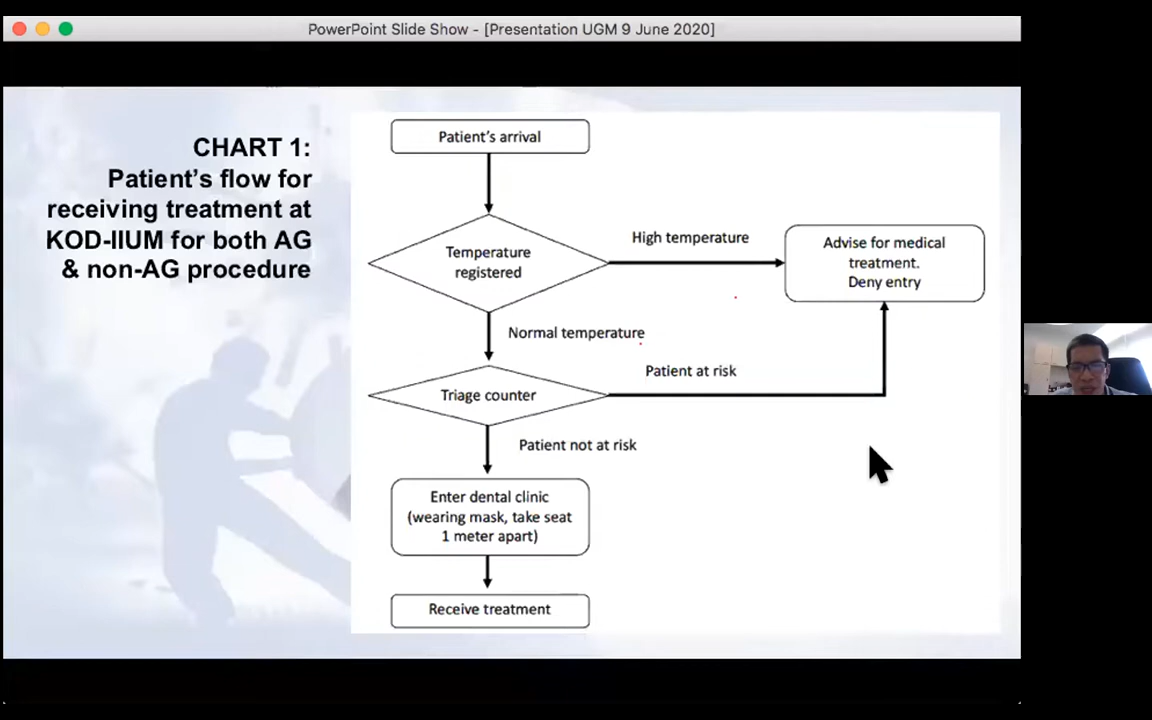 PowerPoint Slide Show - [Presentation UGM 9 June 2020]
CHART 1:
Patient’s flow for
receiving treatment at
KOD-IIUM for both AG
& non-AG procedure
Patient’s arrival
Temperature
registered
High temperature
Advise for medical
treatment.
Deny entry
Normal temperature
Triage counter
Patient at risk
Patient not at risk
Enter dental clinic
(wearing mask, take seat
1 meter apart)
Receive treatment